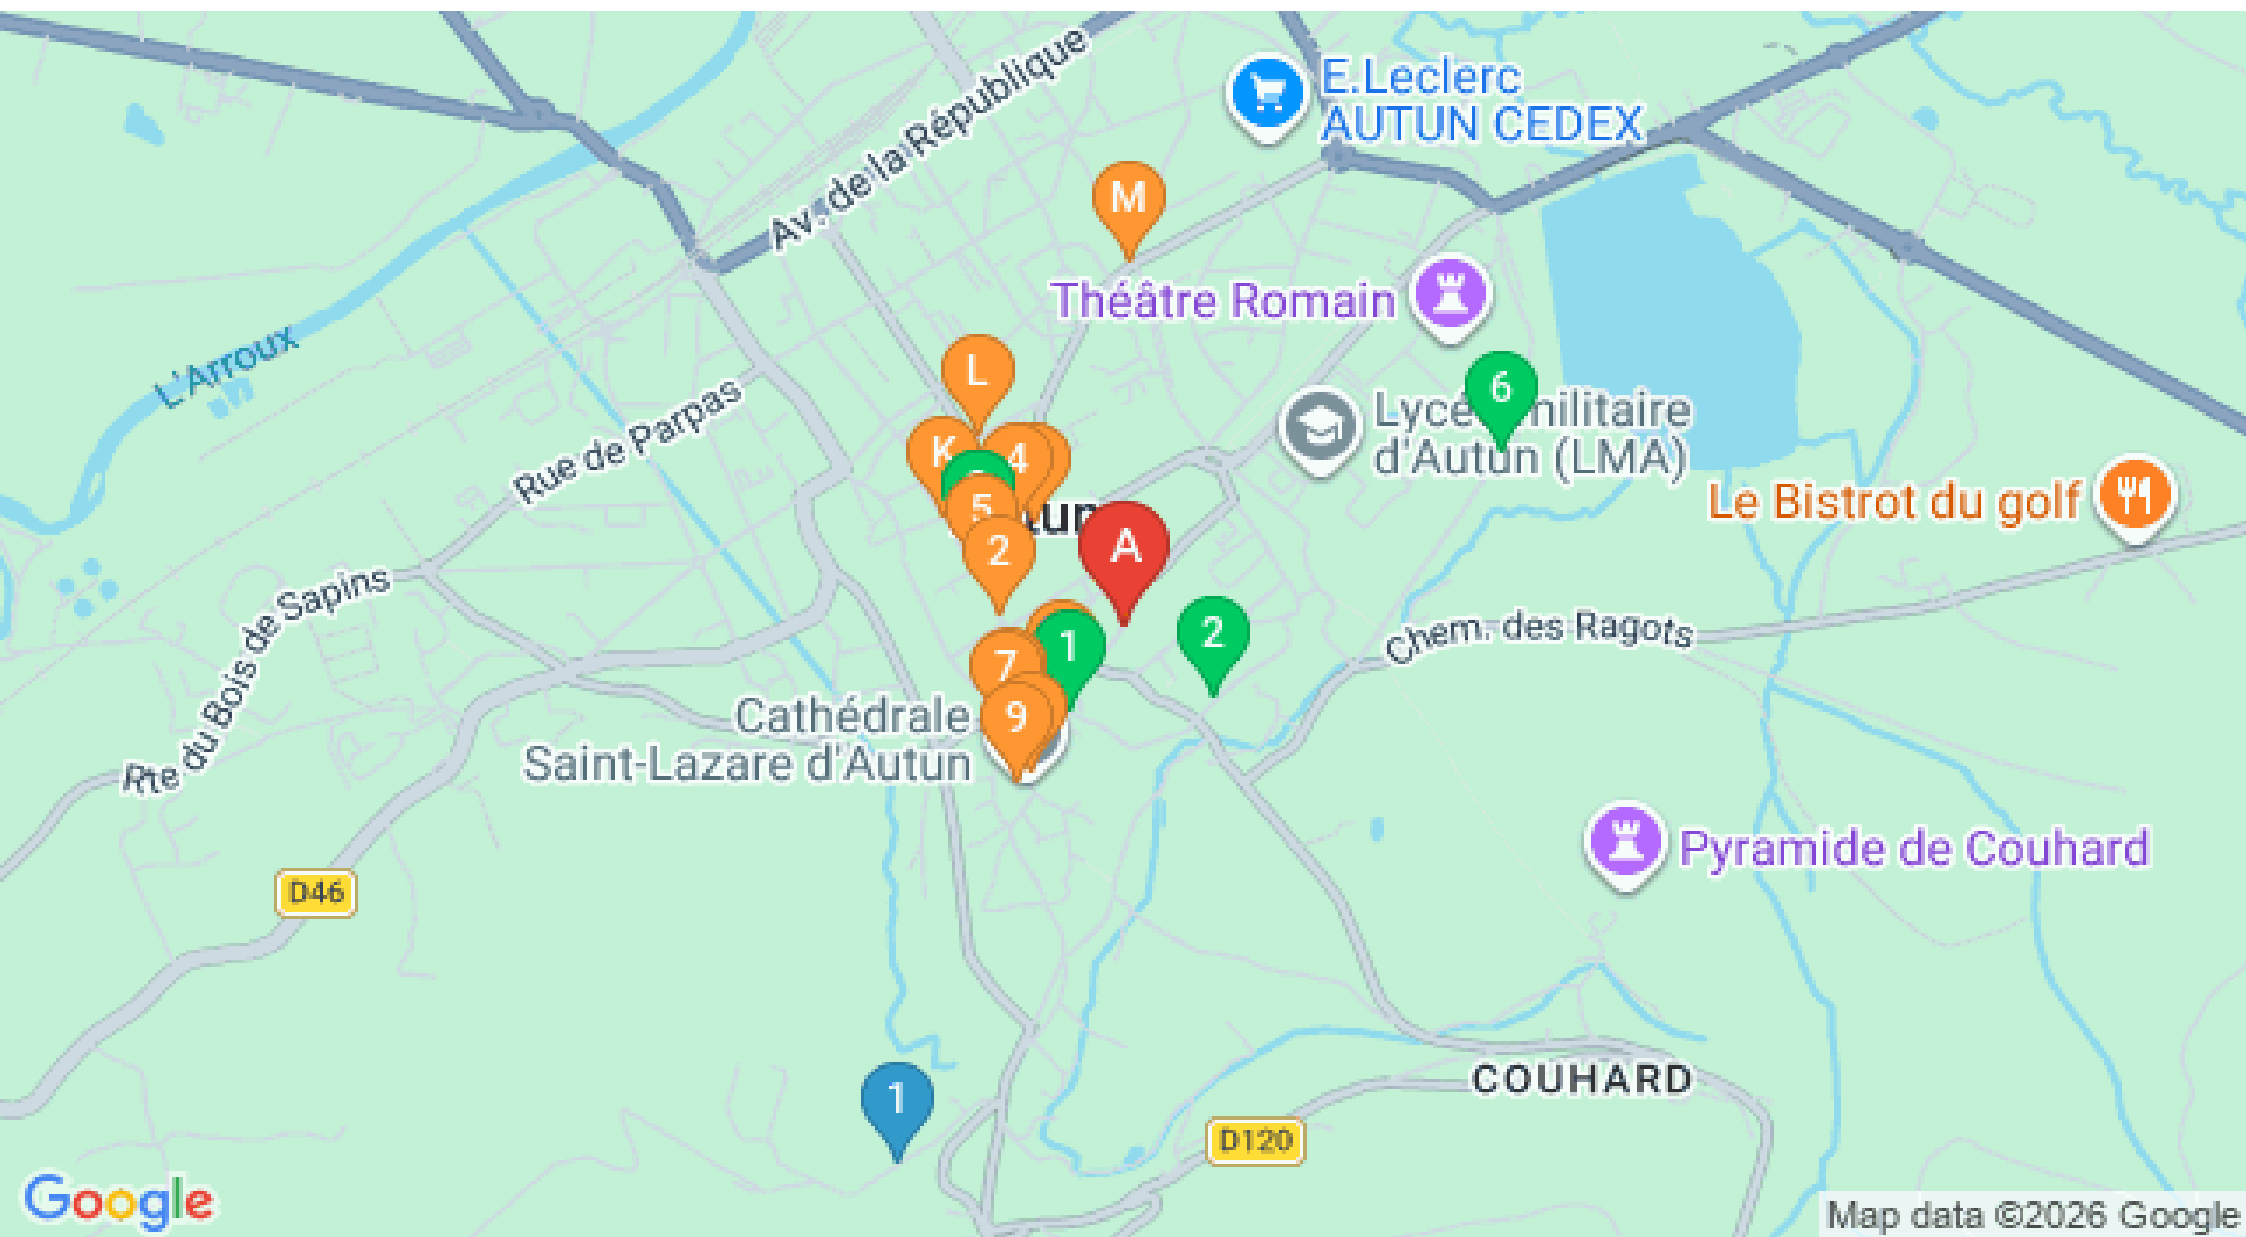 Av. de la République
E.Leclerc
AUTUN CEDEX
M
Théâtre Romain
L'Arroux
L
6
Rue de Parpas
K
4
Lycée militaire
d'Autun (LMA)
5
Le Bistrot du golf
2
A
Rte du Bois de Sapins
1
2
Chem. des Ragots
7
9
Cathédrale
Saint-Lazare d'Autun
Pyramide de Couhard
D46
COUHARD
1
D120
Google
Map data ©2026 Google